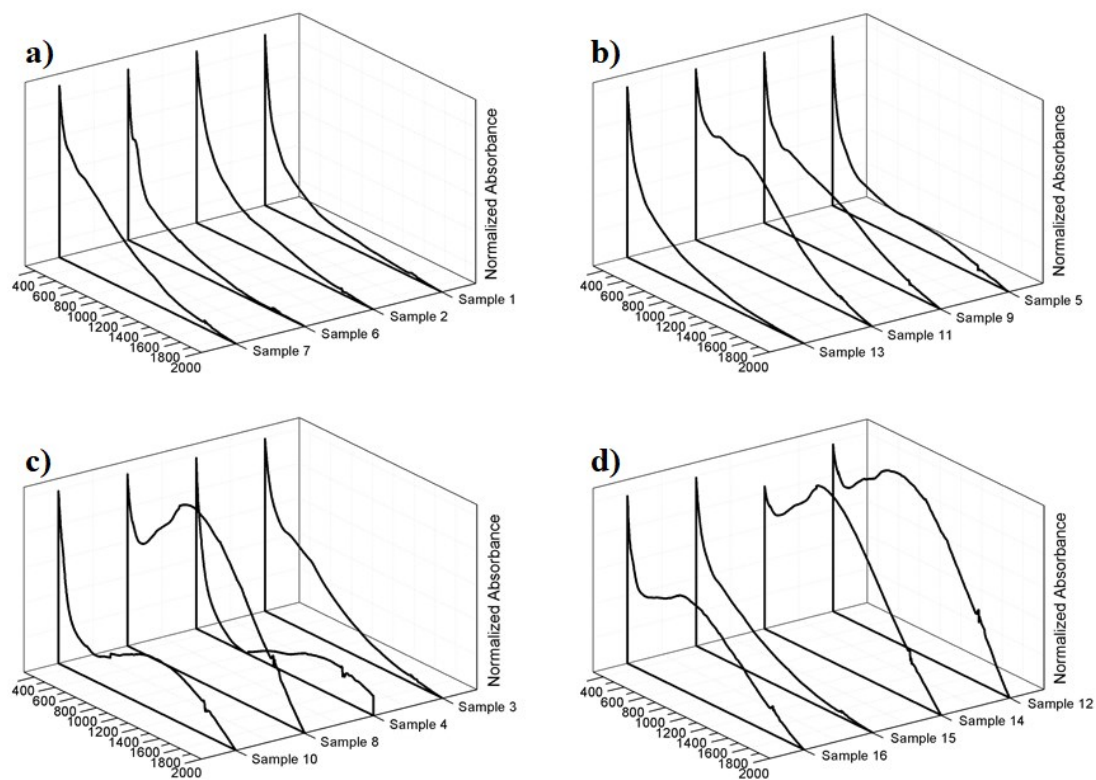 a)
Normalized Absorbance
400
600
800
1000
1200
1400
1600
1800
2000
Sample 7
Sample 6
Sample 2
Sample 1
b)
Normalized Absorbance
400
600
800
1000
1200
1400
1600
1800
2000
Sample 13
Sample 11
Sample 9
Sample 5
c)
Normalized Absorbance
400
600
800
1000
1200
1400
1600
1800
2000
Sample 10
Sample 8
Sample 4
Sample 3
d)
Normalized Absorbance
400
600
800
1000
1200
1400
1600
1800
2000
Sample 16
Sample 15
Sample 14
Sample 12